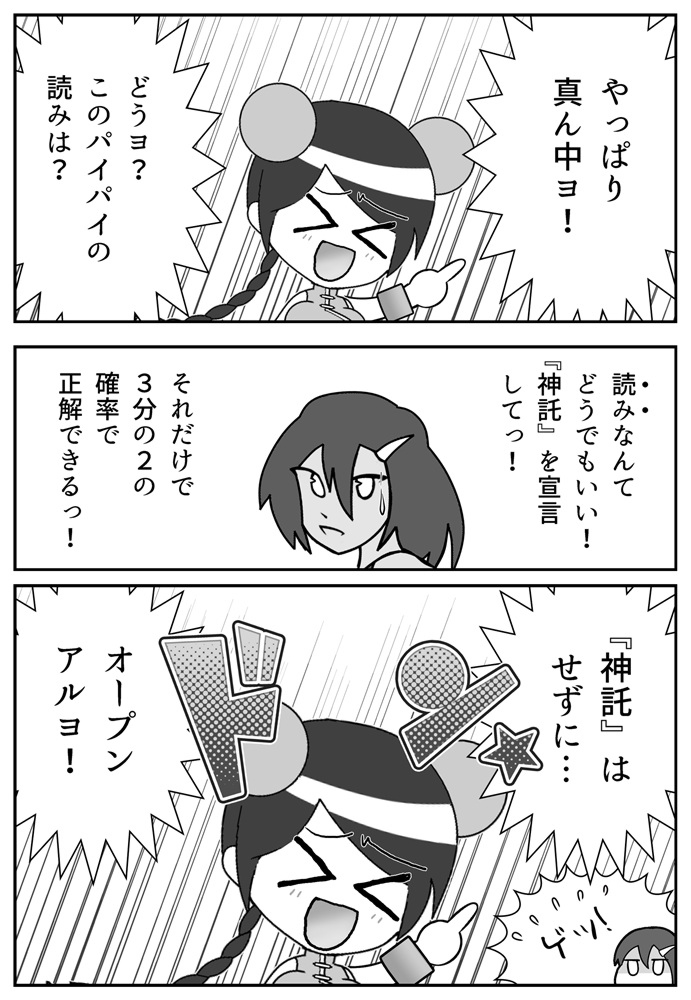 やっぱり
真ん中ョ！
どうョ？
このパイパイの
読みは？
読みなんて
どうでもいい！
『神託』を宣言
してっ！
それだけで
３分の２の
確率で
正解できるっ！
『神託』は
せずに…
ドン☆
オープン
アルョ！
ゲッ！